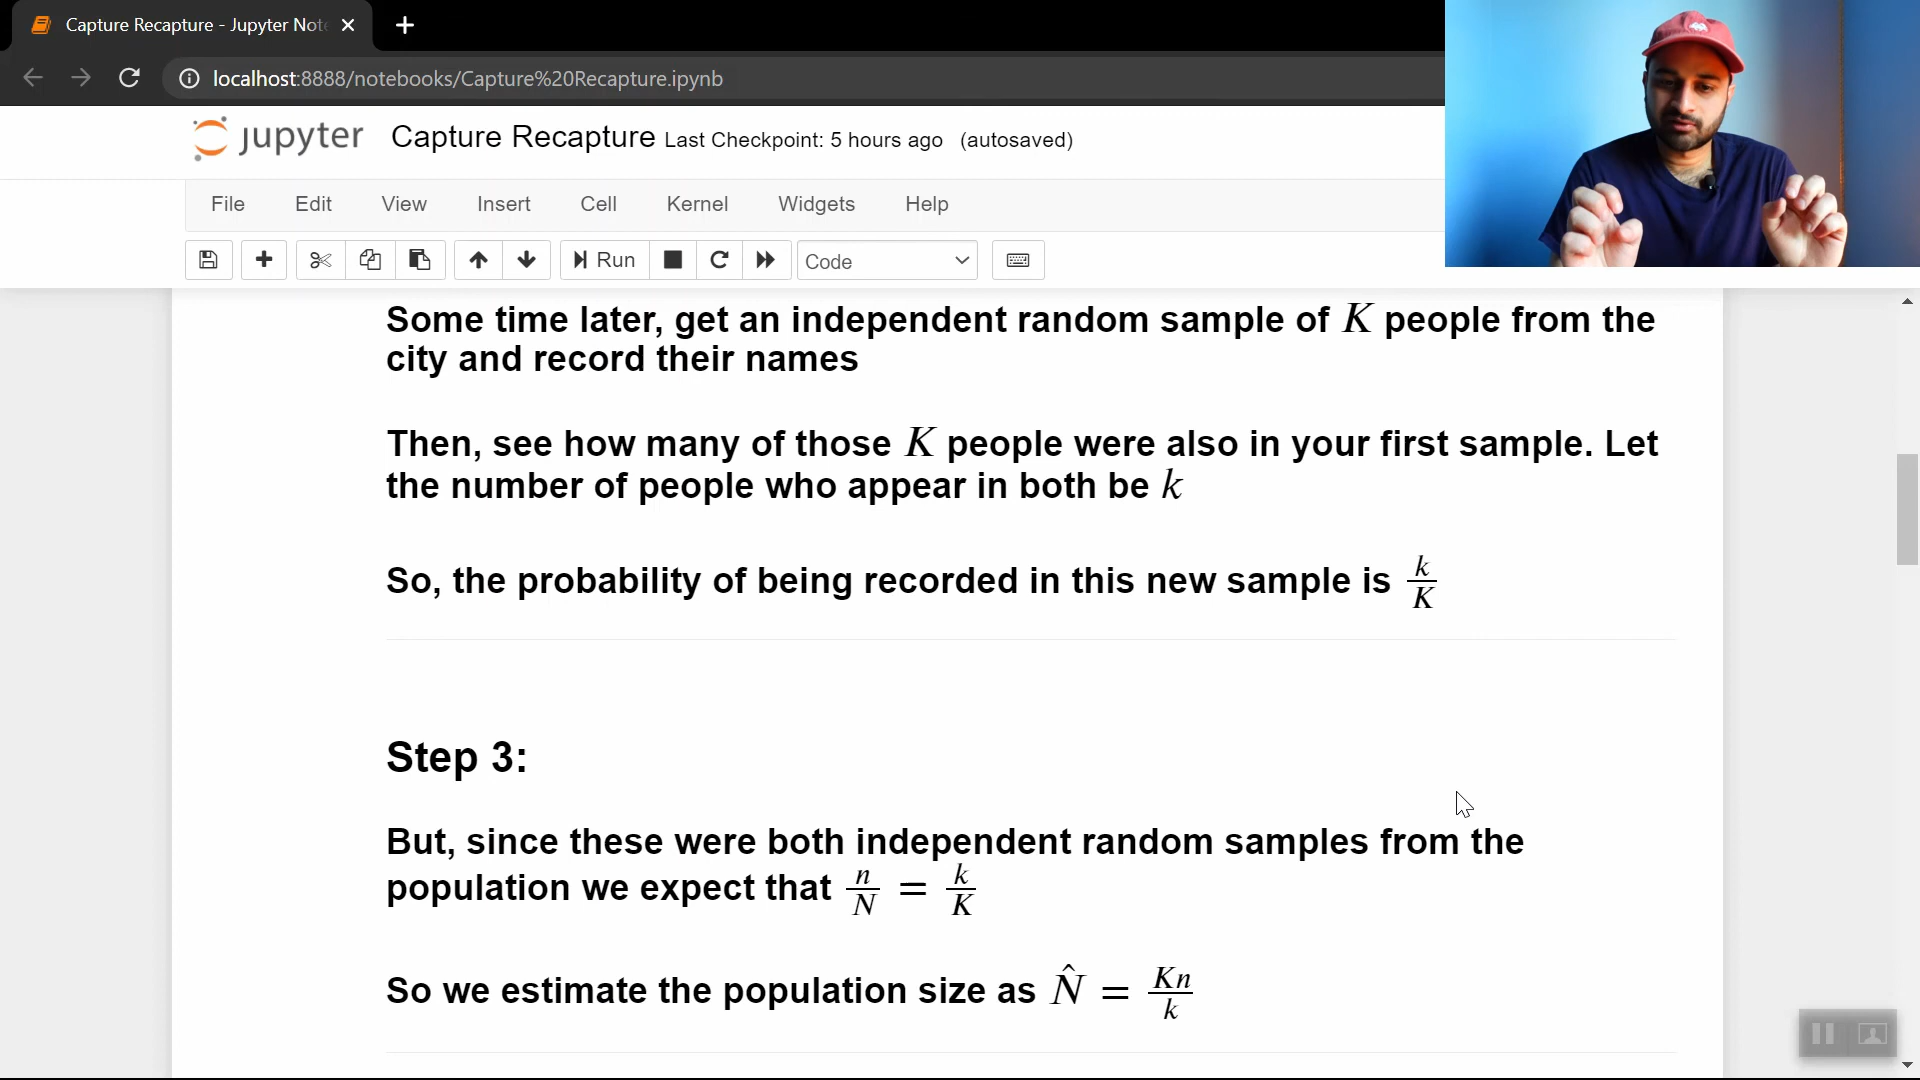 Capture Recapture - Jupyter Not
localhost:8888/notebooks/Capture%20Recapture.ipynb
jupyter Capture Recapture Last Checkpoint: 5 hours ago (autosaved)
File Edit View Insert Cell Kernel Widgets Help
Run Code
Some time later, get an independent random sample of K people from the
city and record their names
Then, see how many of those K people were also in your first sample. Let
the number of people who appear in both be k
So, the probability of being recorded in this new sample is k/K
Step 3:
But, since these were both independent random samples from the
population we expect that n/N = k/K
So we estimate the population size as N̂ = Kn/k